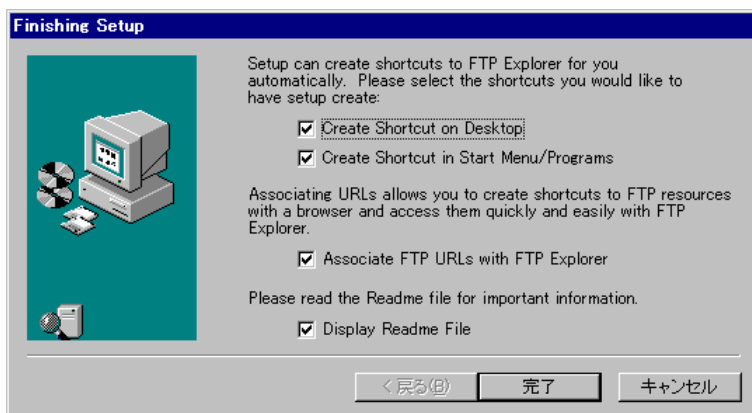 Finishing Setup
Setup can create shortcuts to FTP Explorer for you
automatically.  Please select the shortcuts you would like to
have setup create:
Create Shortcut on Desktop
Create Shortcut in Start Menu/Programs
Associating URLs allows you to create shortcuts to FTP resources
with a browser and access them quickly and easily with FTP
Explorer.
Associate FTP URLs with FTP Explorer
Please read the Readme file for important information.
Display Readme File
< 戻る(B) 完了 キャンセル